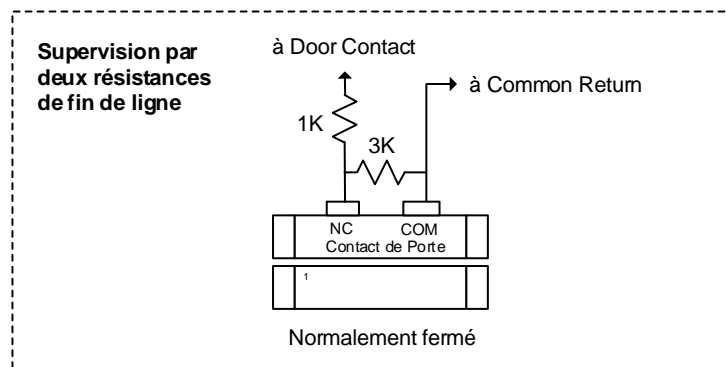 Supervision par
deux résistances
de fin de ligne
à Door Contact
à Common Return
1K
3K
NC COM
Contact de Porte
1
Normalement fermé